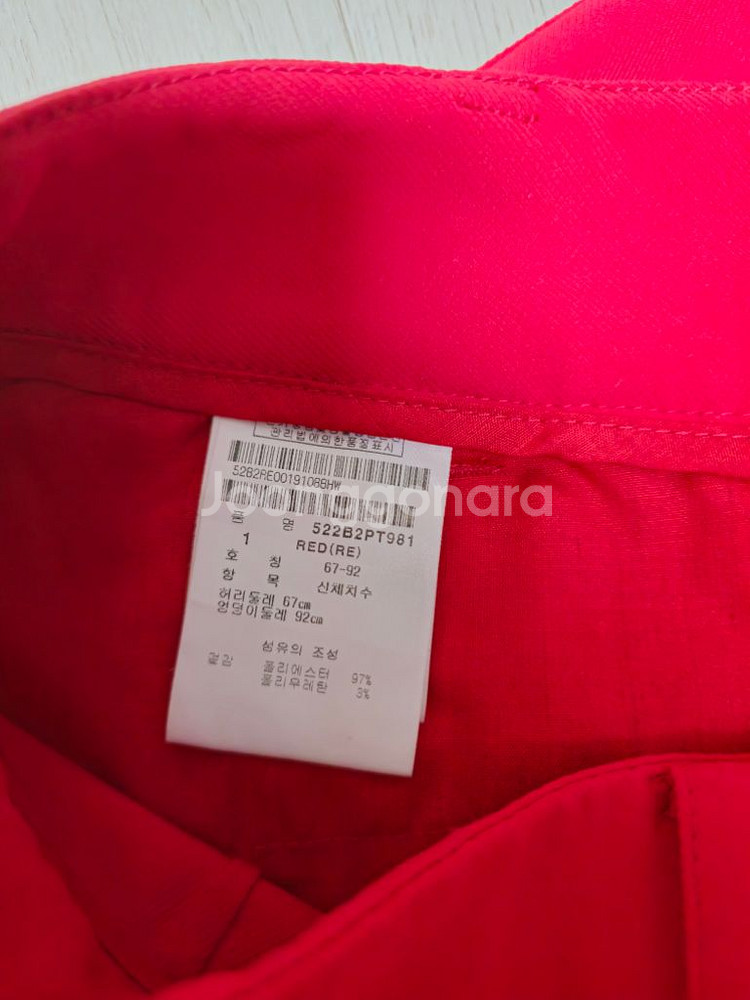 관리법에의한품질표시
52B2RE0019108BHW
Joonggonara
품 명 522B2PT981
1 RED(RE)
호 칭 67-92
항 목 신체치수
허리둘레 67cm
엉덩이둘레 92cm
섬유의 조성
겉감 폴리에스터 97%
폴리우레탄 3%